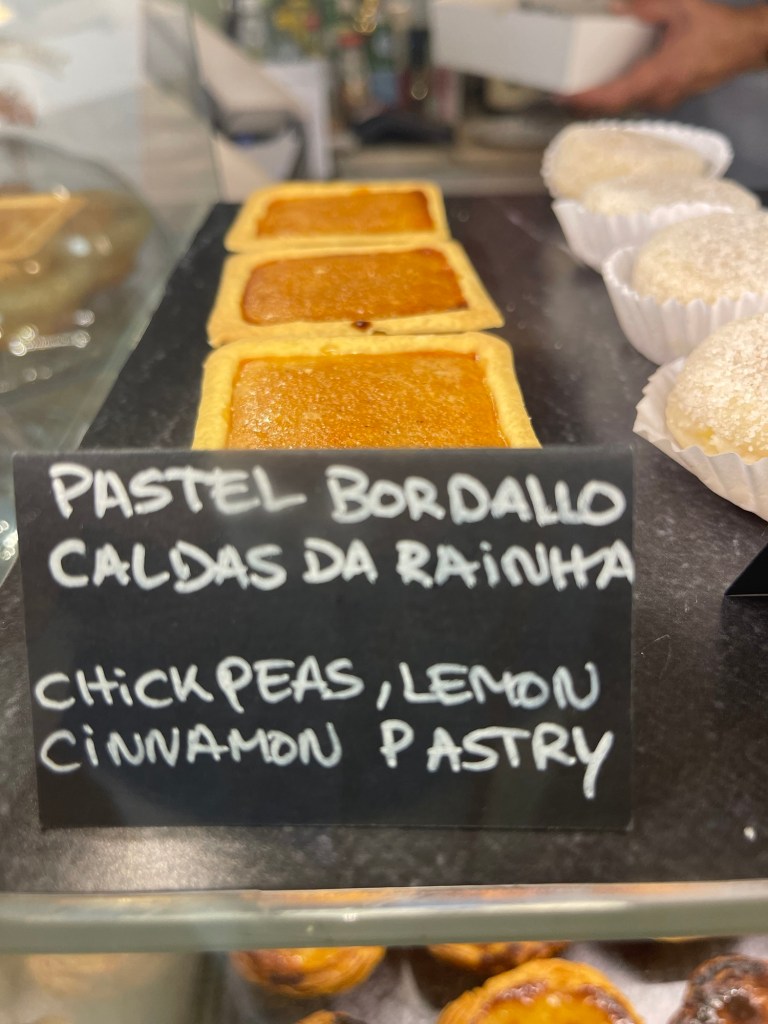 PASTEL BORDALLO
CALDAS DA RAiNHA
CHiCKPEAS, LEMON
CiNNAMON PASTRY